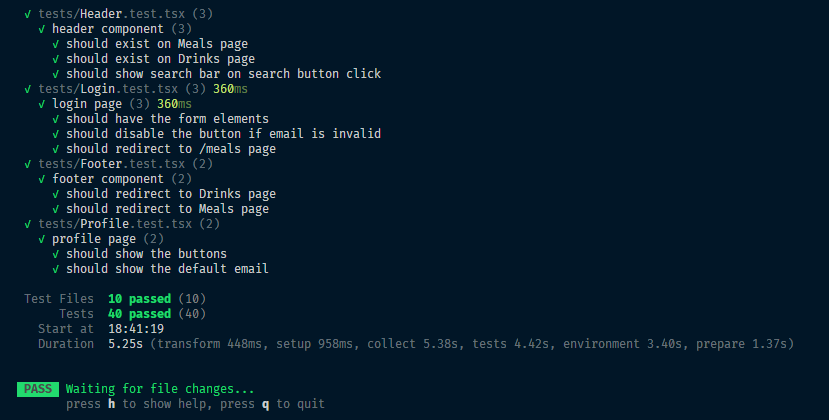 √ tests/Header.test.tsx (3)
√ header component (3)
√ should exist on Meals page
√ should exist on Drinks page
√ should show search bar on search button click
√ tests/Login.test.tsx (3) 360ms
√ login page (3) 360ms
√ should have the form elements
√ should disable the button if email is invalid
√ should redirect to /meals page
√ tests/Footer.test.tsx (2)
√ footer component (2)
√ should redirect to Drinks page
√ should redirect to Meals page
√ tests/Profile.test.tsx (2)
√ profile page (2)
√ should show the buttons
√ should show the default email
Test Files 10 passed (10)
Tests 40 passed (40)
Start at 18:41:19
Duration 5.25s (transform 448ms, setup 958ms, collect 5.38s, tests 4.42s, environment 3.40s, prepare 1.37s)
PASS Waiting for file changes...
press h to show help, press q to quit